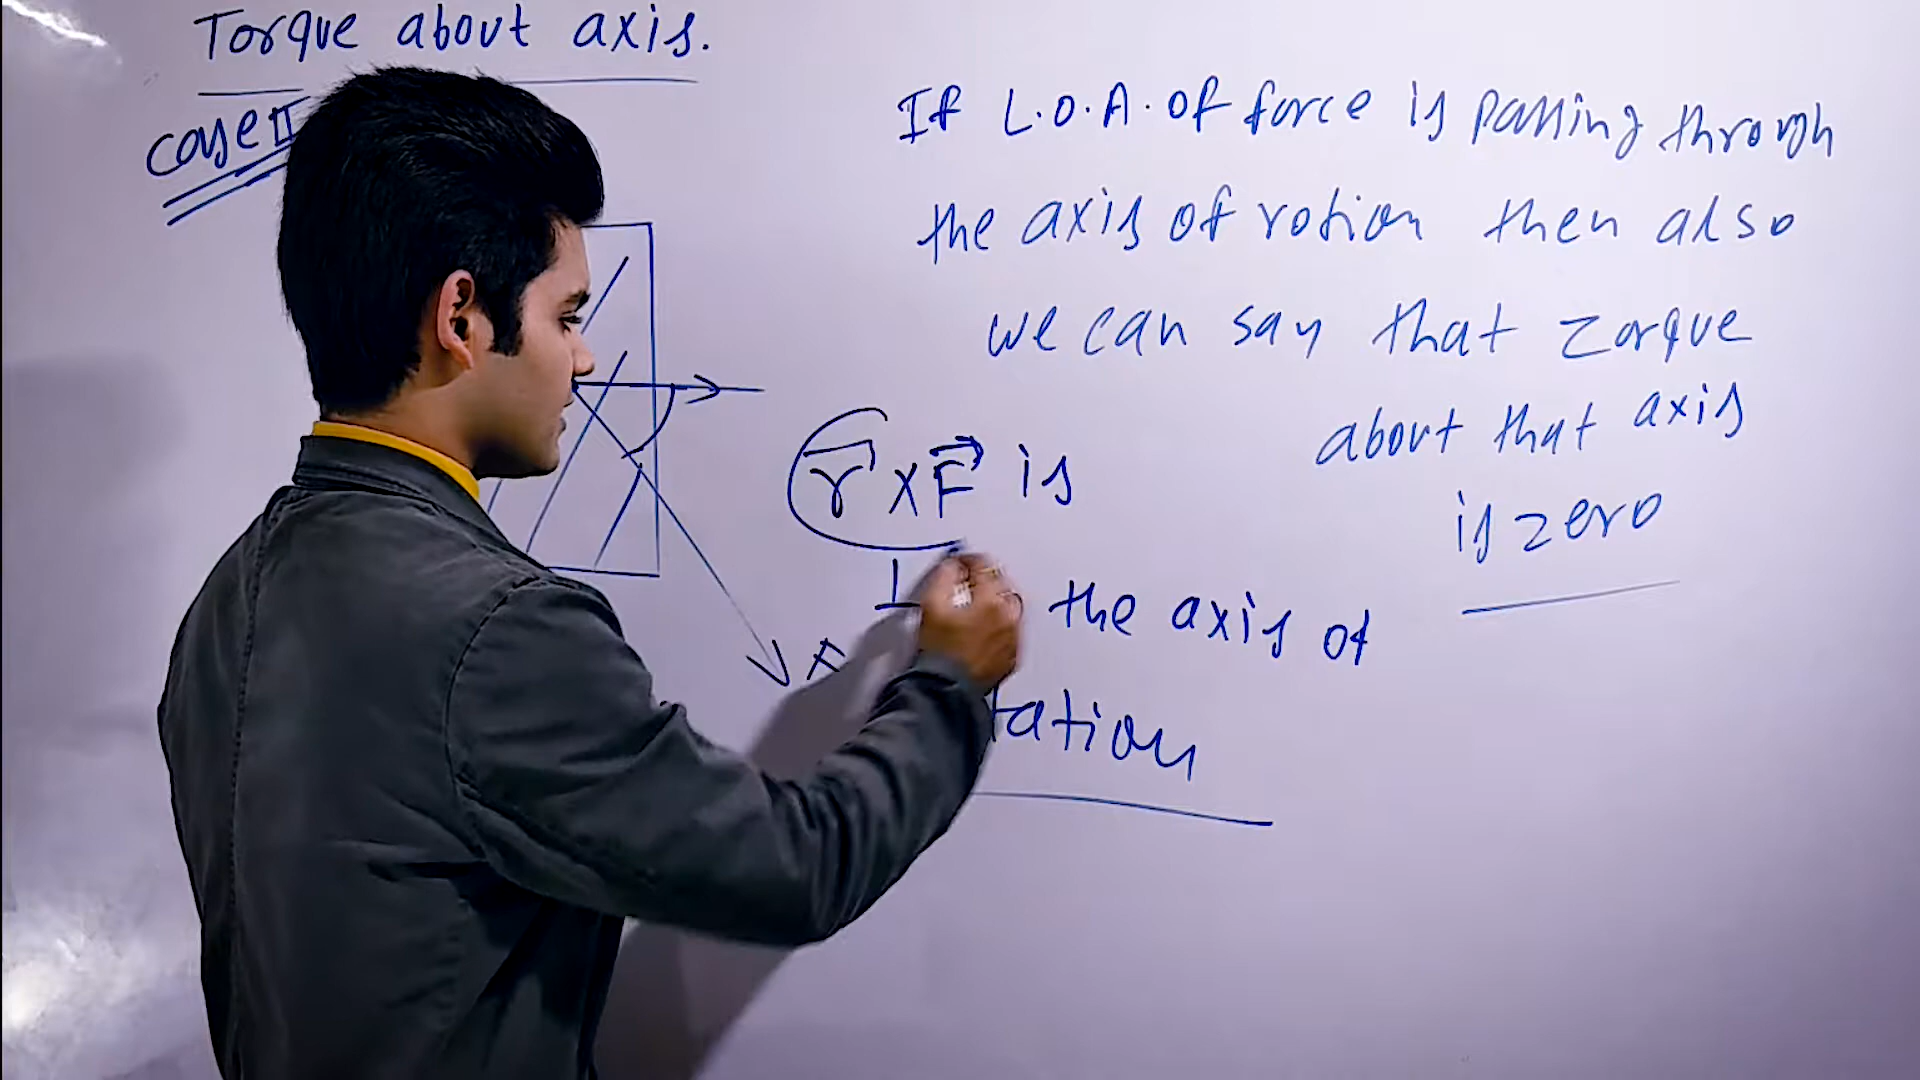 Torque about axis.
case II
If L.O.A. of force is passing through
the axis of rotion then also
we can say that zorque
about that axis
is zero
r × F is
⊥ the axis of
tation
F